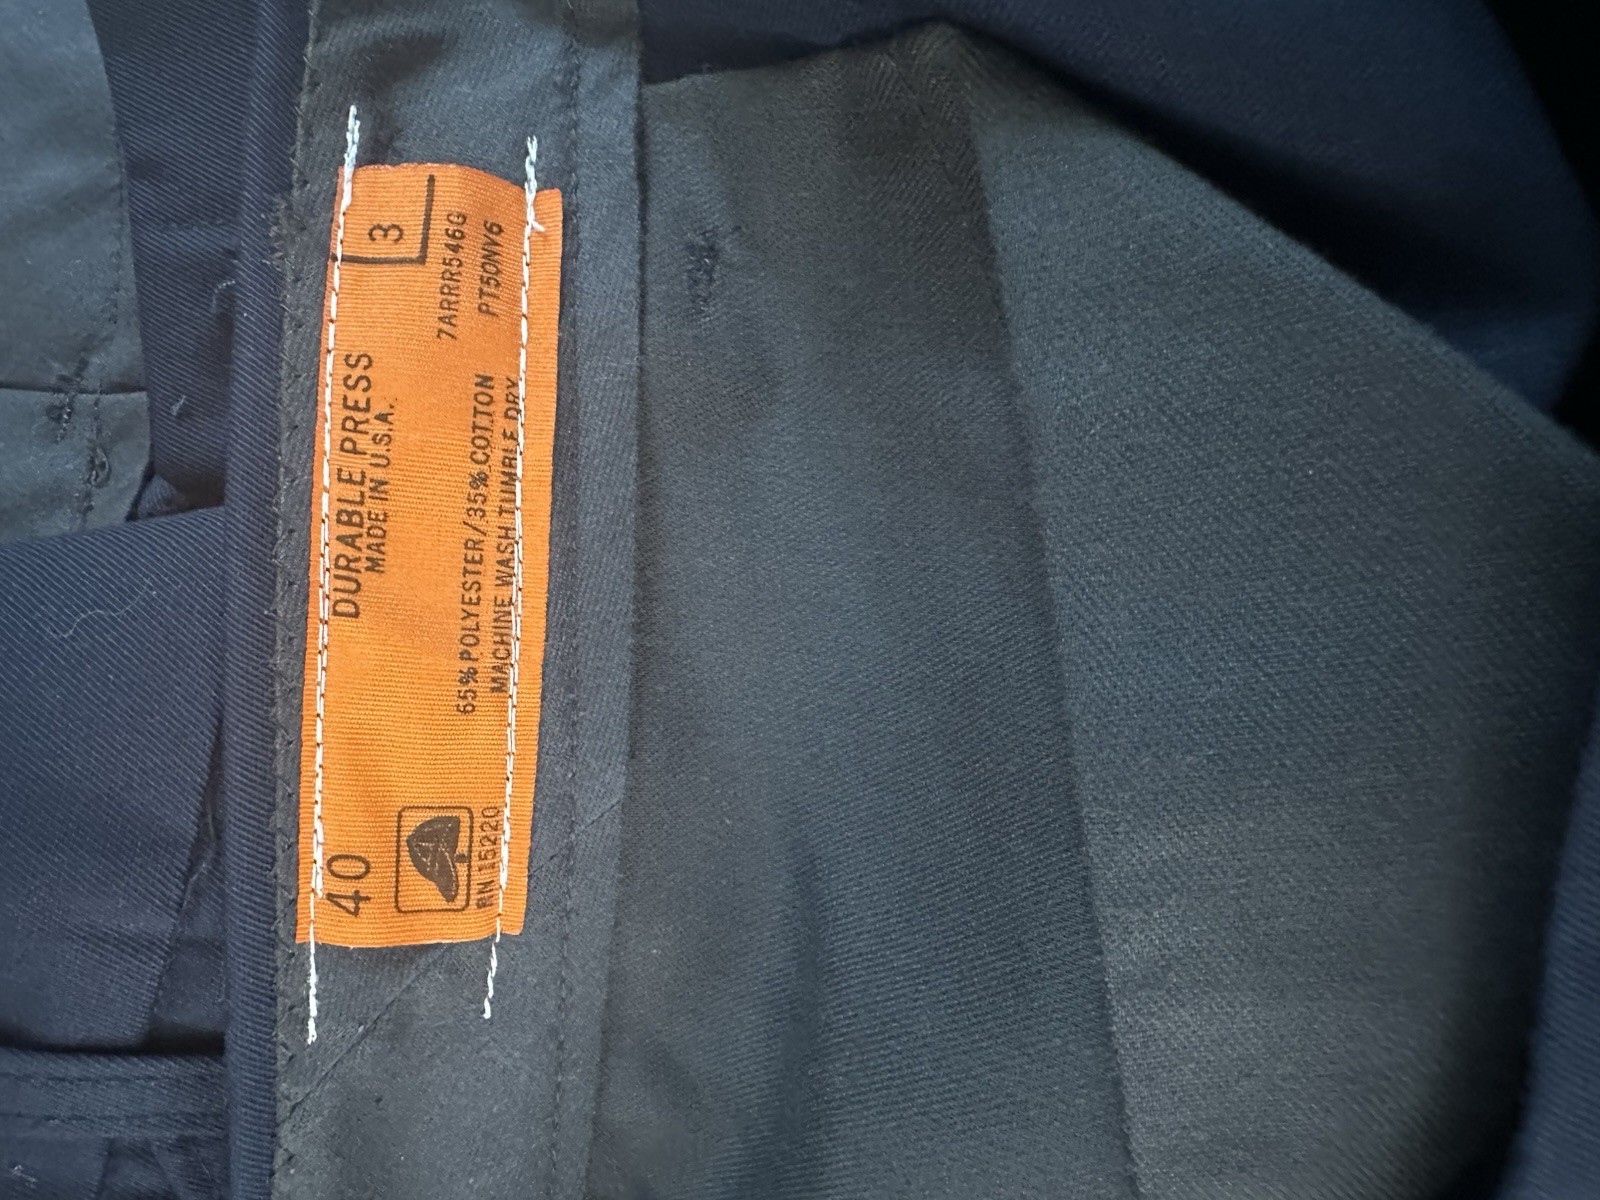 3
DURABLE PRESS
MADE IN U.S.A.
7ARRR546G
PT50NV6
65% POLYESTER/35% COTTON
MACHINE WASH TUMBLE DRY
40
RN 15220